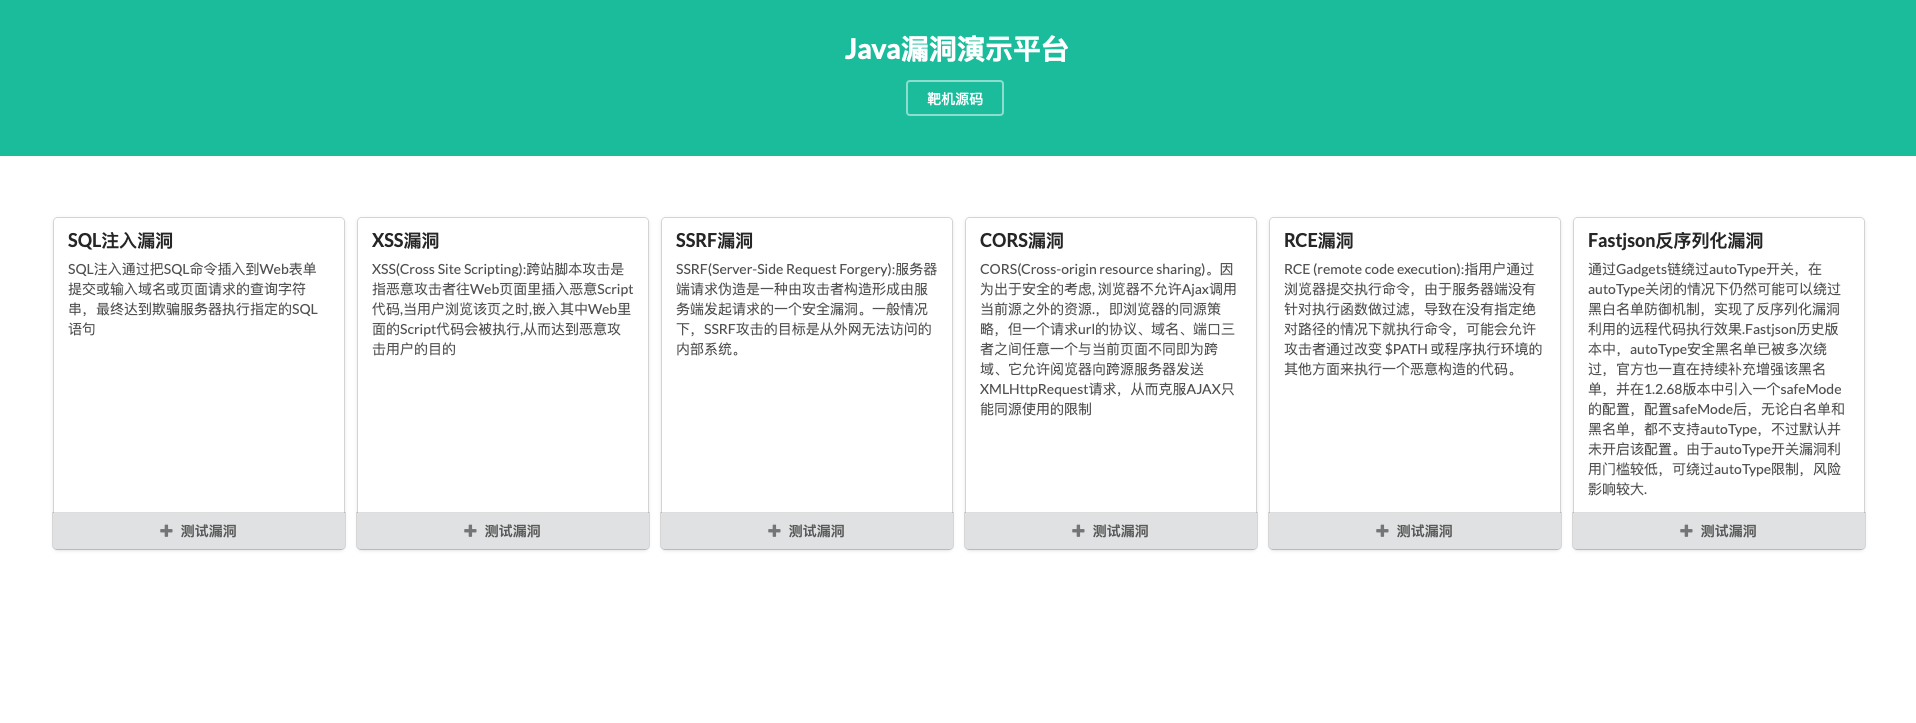 Java漏洞演示平台
靶机源码
SQL注入漏洞
SQL注入通过把SQL命令插入到Web表单
提交或输入域名或页面请求的查询字符
串，最终达到欺骗服务器执行指定的SQL
语句
测试漏洞
XSS漏洞
XSS(Cross Site Scripting):跨站脚本攻击是
指恶意攻击者往Web页面里插入恶意Script
代码,当用户浏览该页之时,嵌入其中Web里
面的Script代码会被执行,从而达到恶意攻
击用户的目的
测试漏洞
SSRF漏洞
SSRF(Server-Side Request Forgery):服务器
端请求伪造是一种由攻击者构造形成由服
务端发起请求的一个安全漏洞。一般情况
下，SSRF攻击的目标是从外网无法访问的
内部系统。
测试漏洞
CORS漏洞
CORS(Cross-origin resource sharing)。因
为出于安全的考虑, 浏览器不允许Ajax调用
当前源之外的资源.，即浏览器的同源策
略，但一个请求url的协议、域名、端口三
者之间任意一个与当前页面不同即为跨
域、它允许阅览器向跨源服务器发送
XMLHttpRequest请求，从而克服AJAX只
能同源使用的限制
测试漏洞
RCE漏洞
RCE (remote code execution):指用户通过
浏览器提交执行命令，由于服务器端没有
针对执行函数做过滤，导致在没有指定绝
对路径的情况下就执行命令，可能会允许
攻击者通过改变 $PATH 或程序执行环境的
其他方面来执行一个恶意构造的代码。
测试漏洞
Fastjson反序列化漏洞
通过Gadgets链绕过autoType开关，在
autoType关闭的情况下仍然可能可以绕过
黑白名单防御机制，实现了反序列化漏洞
利用的远程代码执行效果.Fastjson历史版
本中，autoType安全黑名单已被多次绕
过，官方也一直在持续补充增强该黑名
单，并在1.2.68版本中引入一个safeMode
的配置，配置safeMode后，无论白名单和
黑名单，都不支持autoType，不过默认并
未开启该配置。由于autoType开关漏洞利
用门槛较低，可绕过autoType限制，风险
影响较大.
测试漏洞